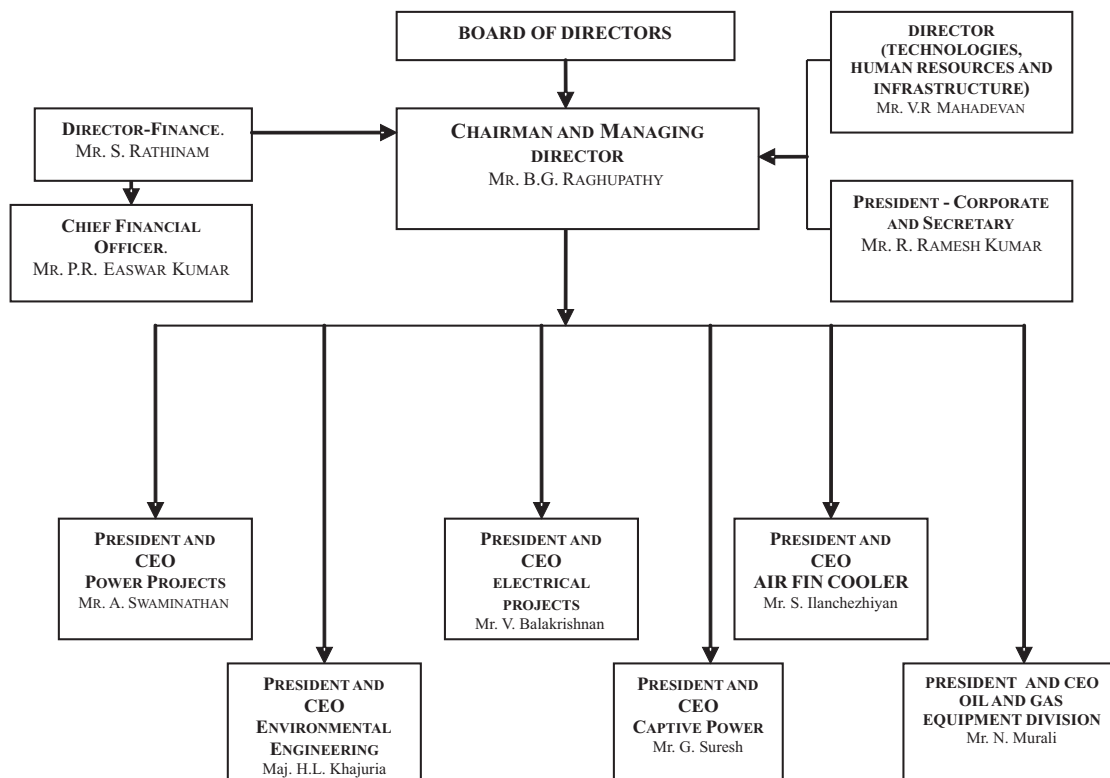 BOARD OF DIRECTORS
DIRECTOR
(TECHNOLOGIES,
HUMAN RESOURCES AND
INFRASTRUCTURE)
MR. V.R MAHADEVAN
DIRECTOR-FINANCE.
MR. S. RATHINAM
CHAIRMAN AND MANAGING
DIRECTOR
MR. B.G. RAGHUPATHY
CHIEF FINANCIAL
OFFICER.
MR. P.R. EASWAR KUMAR
PRESIDENT - CORPORATE
AND SECRETARY
MR. R. RAMESH KUMAR
PRESIDENT AND
CEO
POWER PROJECTS
MR. A. SWAMINATHAN
PRESIDENT AND
CEO
ELECTRICAL
PROJECTS
Mr. V. Balakrishnan
PRESIDENT AND
CEO
AIR FIN COOLER
Mr. S. Ilanchezhiyan
PRESIDENT AND
CEO
ENVIRONMENTAL
ENGINEERING
Maj. H.L. Khajuria
PRESIDENT AND
CEO
CAPTIVE POWER
Mr. G. Suresh
PRESIDENT AND CEO
OIL AND GAS
EQUIPMENT DIVISION
Mr. N. Murali